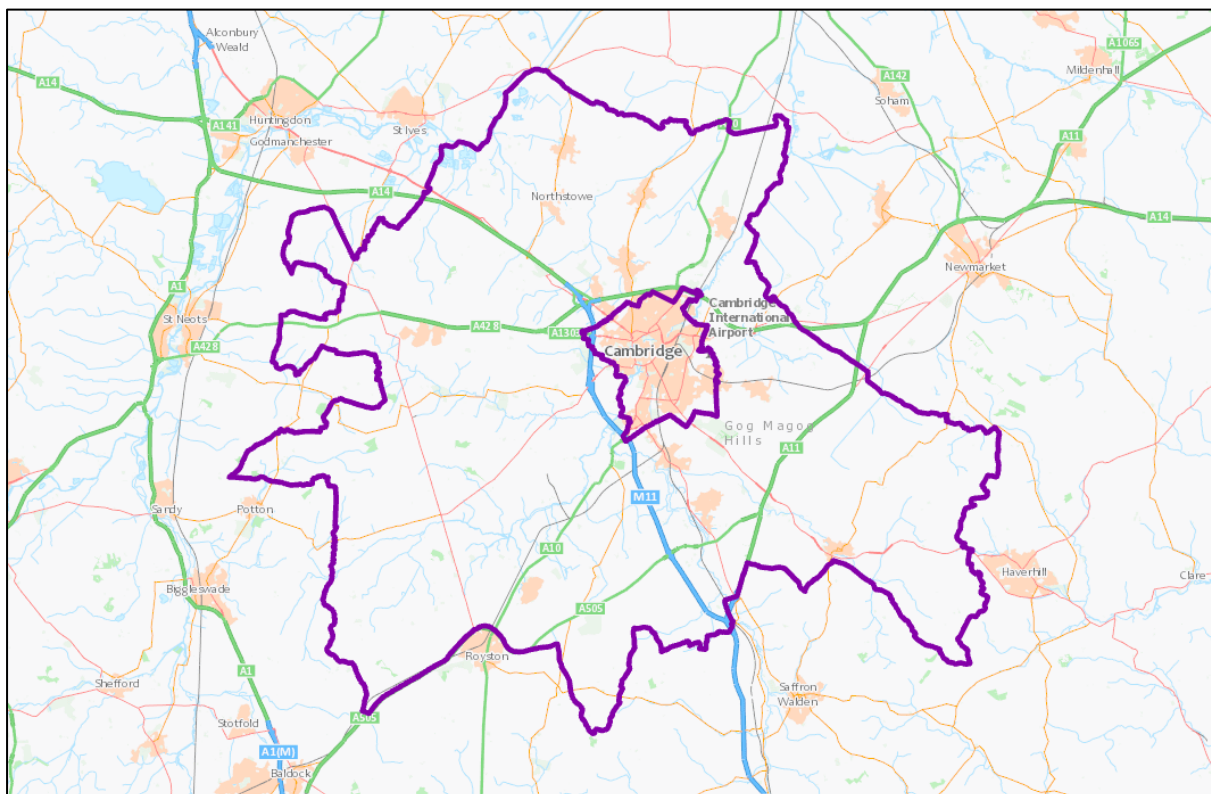 Alconbury
Weald
A1065
Mildenhall
A14
A142
Soham
A141
Huntingdon
St Ives
Godmanchester
A11
A14
Northstowe
A14
Newmarket
A1
St Neots
A428
A428
Cambridge
International
Airport
Cambridge
Gog Magog
Hills
A11
M11
Sandy
Potton
A10
Haverhill
Clare
Biggleswade
A505
A1
Royston
Shefford
Saffron
Walden
Stotfold
A505
A1(M)
Baldock